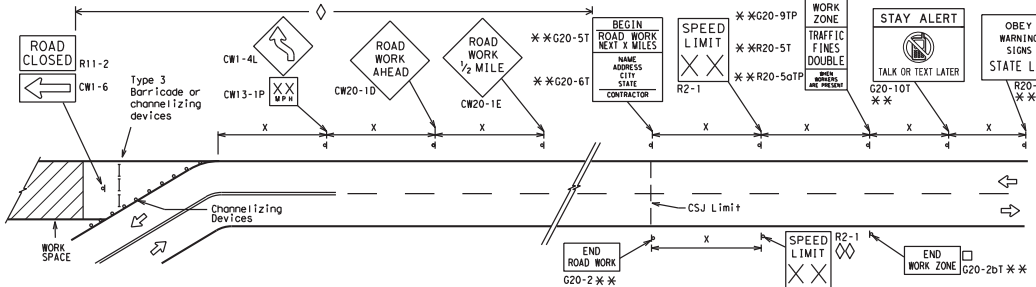 ROAD
CLOSED
R11-2
CW1-6
Type 3
Barricade or
channelizing
devices
CW1-4L
CW13-1P
XX
MPH
ROAD
WORK
AHEAD
CW20-1D
ROAD
WORK
1/2 MILE
CW20-1E
**G20-5T
**G20-6T
BEGIN
ROAD WORK
NEXT X MILES
NAME
ADDRESS
CITY
STATE
CONTRACTOR
SPEED
LIMIT
XX
R2-1
**G20-9TP
**R20-5T
**R20-5aTP
WORK
ZONE
TRAFFIC
FINES
DOUBLE
WHEN
WORKERS
ARE PRESENT
STAY ALERT
TALK OR TEXT LATER
G20-10T
**
OBEY
WARNING
SIGNS
STATE L
R20-
**
X
X
X
X
X
X
X
Channelizing
Devices
WORK
SPACE
CSJ Limit
END
ROAD WORK
G20-2 **
X
SPEED
LIMIT
XX
R2-1
END
WORK ZONE
G20-2bT **